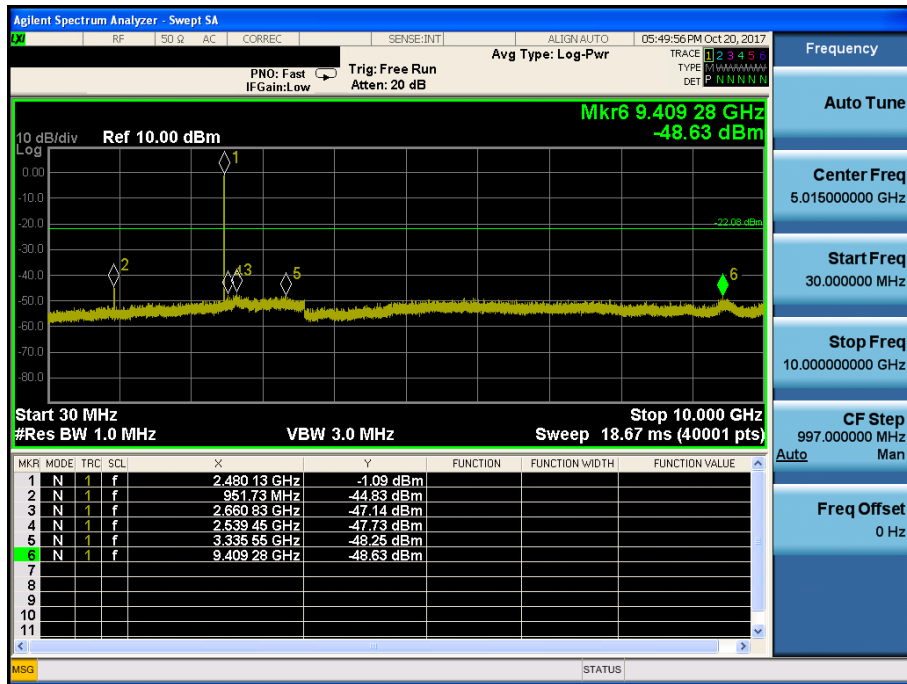 Agilent Spectrum Analyzer - Swept SA
LXI RF 50 Ω AC CORREC SENSE:INT ALIGN AUTO 05:49:56 PM Oct 20, 2017
Avg Type: Log-Pwr TRACE 1 2 3 4 5 6
PNO: Fast Trig: Free Run TYPE M WWWWW
IFGain:Low Atten: 20 dB DET P N N N N N
Mkr6 9.409 28 GHz
-48.63 dBm
10 dB/div Ref 10.00 dBm
Log
0.00
-10.0
-20.0
-30.0
-40.0
-50.0
-60.0
-70.0
-80.0
1
2
3
5
6
-22.08 dBm
Start 30 MHz Stop 10.000 GHz
#Res BW 1.0 MHz VBW 3.0 MHz Sweep 18.67 ms (40001 pts)
MKR MODE TRC SCL X Y FUNCTION FUNCTION WIDTH FUNCTION VALUE
1 N 1 f 2.480 13 GHz -1.09 dBm
2 N 1 f 951.73 MHz -44.83 dBm
3 N 1 f 2.660 83 GHz -47.14 dBm
4 N 1 f 2.539 45 GHz -47.73 dBm
5 N 1 f 3.335 55 GHz -48.25 dBm
6 N 1 f 9.409 28 GHz -48.63 dBm
7
8
9
10
11
MSG STATUS
Frequency
Auto Tune
Center Freq
5.015000000 GHz
Start Freq
30.000000 MHz
Stop Freq
10.000000000 GHz
CF Step
997.000000 MHz
Auto Man
Freq Offset
0 Hz